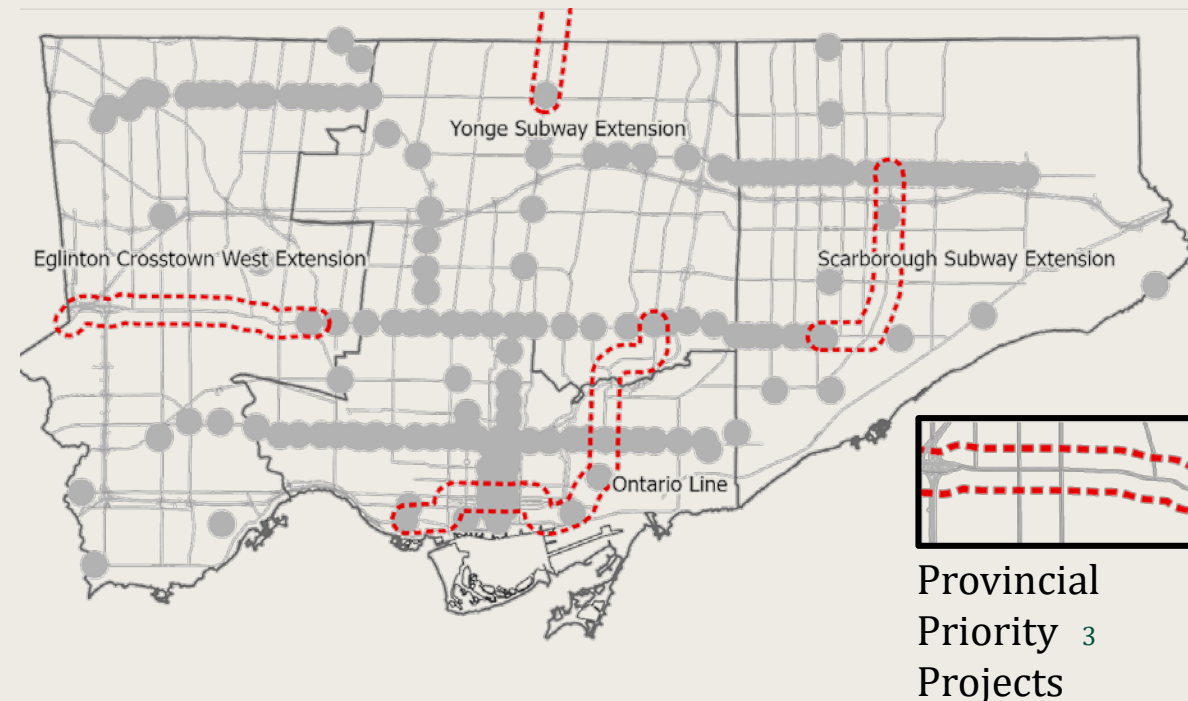 Yonge Subway Extension
Eglinton Crosstown West Extension
Scarborough Subway Extension
Ontario Line
Provincial
Priority 3
Projects